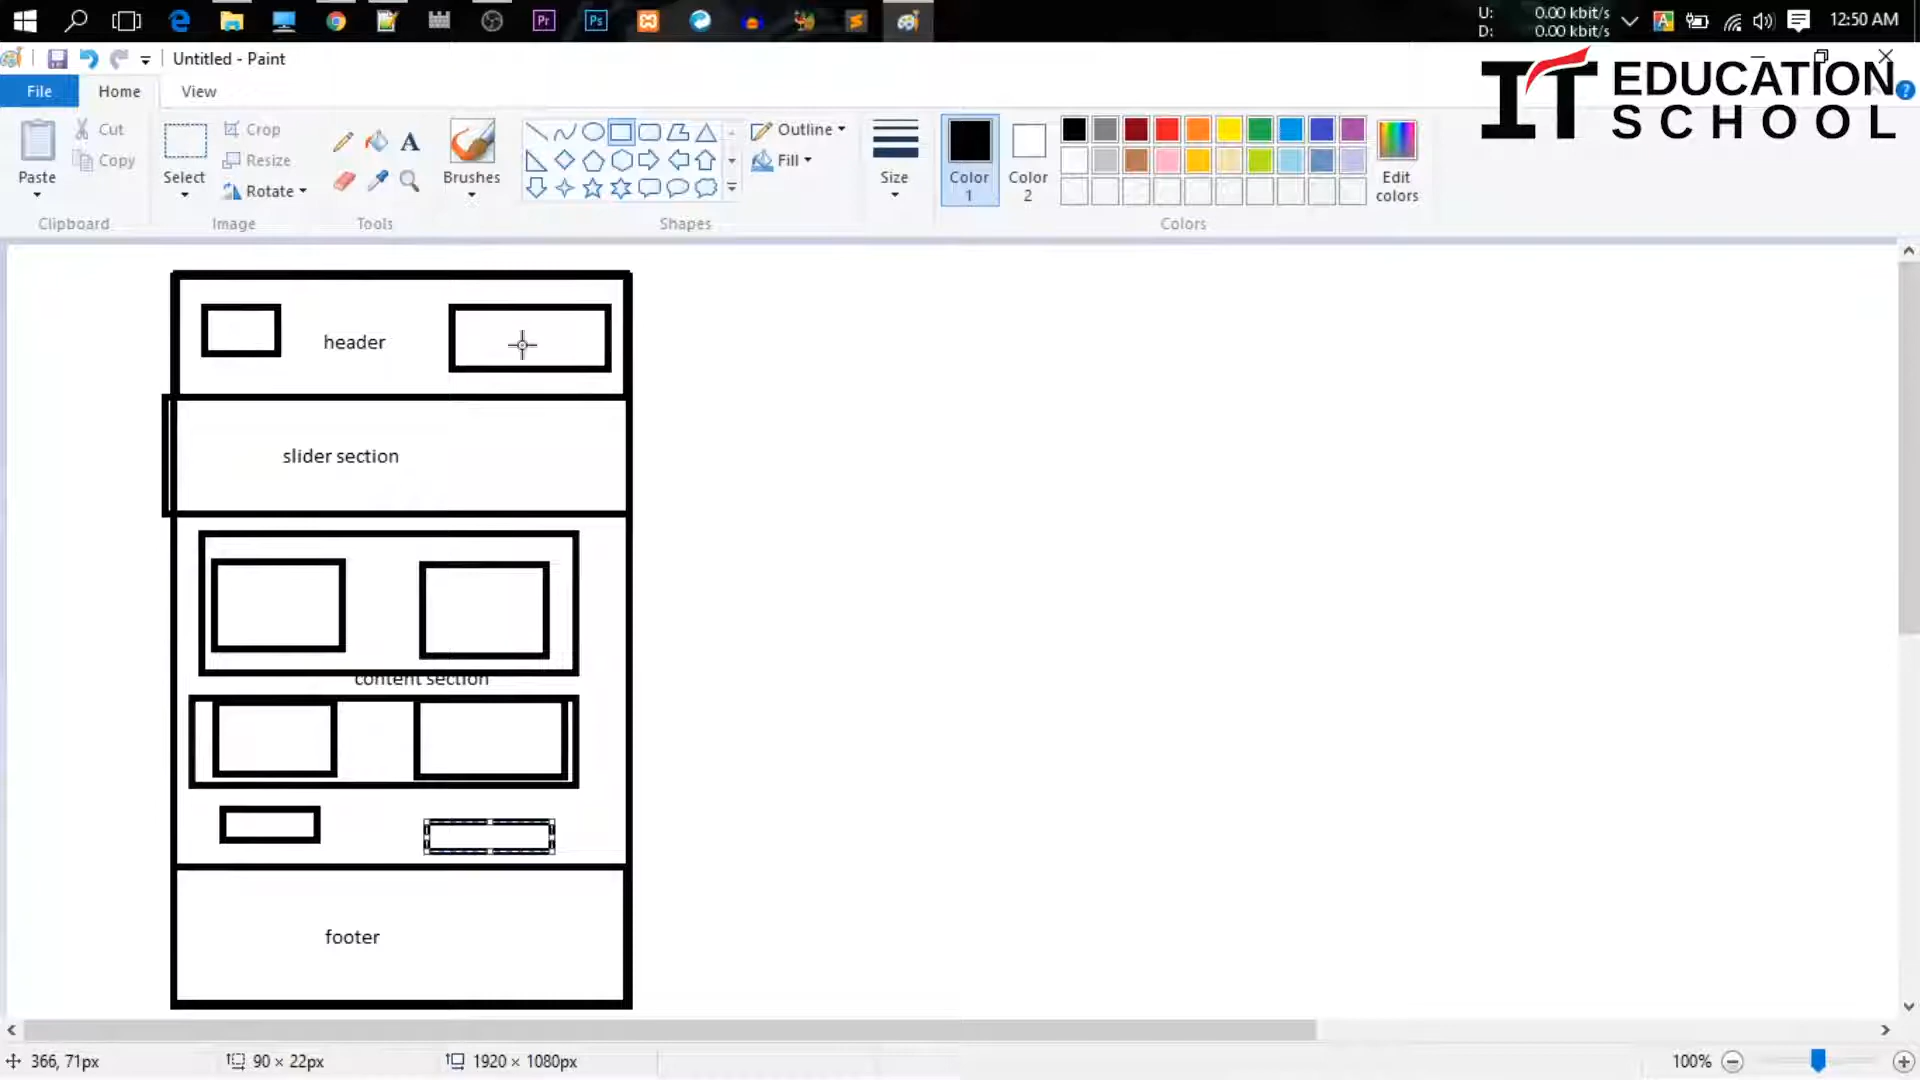 U: 0.00 kbit/s
D: 0.00 kbit/s
12:50 AM
Untitled - Paint
File Home View
IT EDUCATION
SCHOOL
Paste
Cut
Copy
Clipboard
Select
Crop
Resize
Rotate
Image
Tools
Brushes
Outline
Fill
Shapes
Size
Color
1
Color
2
Edit
colors
Colors
header
slider section
content section
footer
366, 71px
90 × 22px
1920 × 1080px
100%